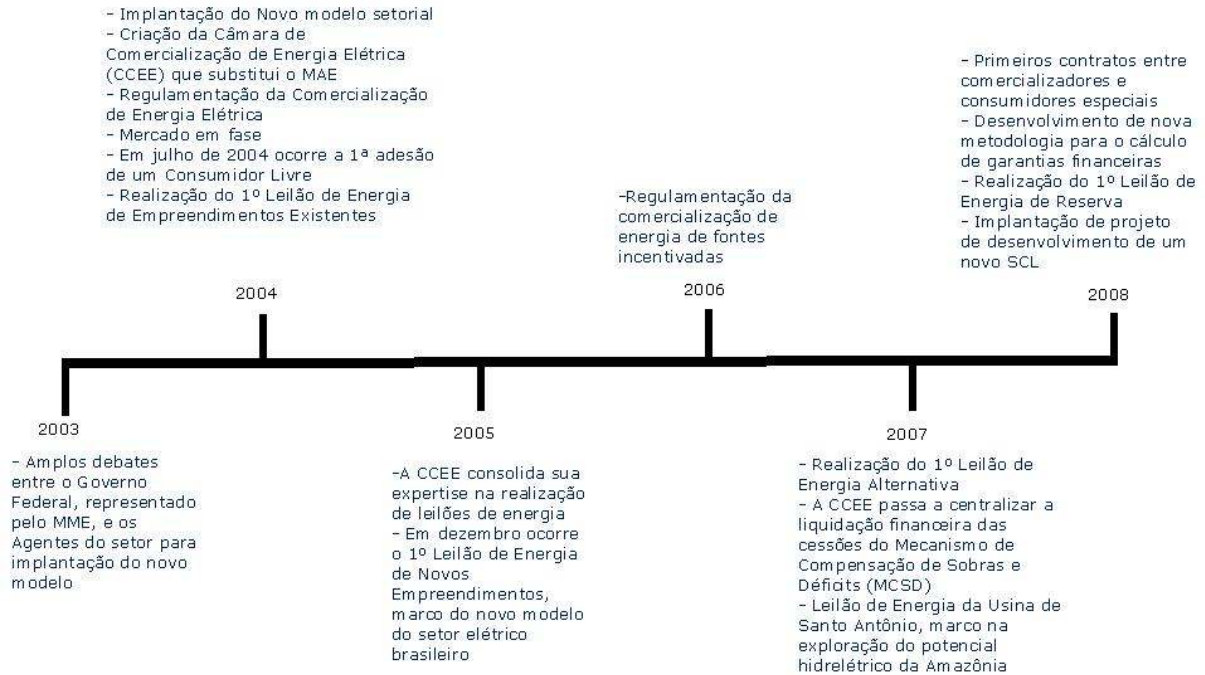 - Implantação do Novo modelo setorial
- Criação da Câmara de
Comercialização de Energia Elétrica
(CCEE) que substitui o MAE
- Regulamentação da Comercialização
de Energia Elétrica
- Mercado em fase
- Em julho de 2004 ocorre a 1ª adesão
de um Consumidor Livre
- Realização do 1º Leilão de Energia
de Empreendimentos Existentes
2004
-Regulamentação da
comercialização de
energia de fontes
incentivadas
2006
- Primeiros contratos entre
comercializadores e
consumidores especiais
- Desenvolvimento de nova
metodologia para o cálculo
de garantias financeiras
- Realização do 1º Leilão de
Energia de Reserva
- Implantação de projeto
de desenvolvimento de um
novo SCL
2008
2003
- Amplos debates
entre o Governo
Federal, representado
pelo MME, e os
Agentes do setor para
implantação do novo
modelo
2005
-A CCEE consolida sua
expertise na realização
de leilões de energia
- Em dezembro ocorre
o 1º Leilão de Energia
de Novos
Empreendimentos,
marco do novo modelo
do setor elétrico
brasileiro
2007
- Realização do 1º Leilão de
Energia Alternativa
- A CCEE passa a centralizar a
liquidação financeira das
cessões do Mecanismo de
Compensação de Sobras e
Déficits (MCSD)
- Leilão de Energia da Usina de
Santo Antônio, marco na
exploração do potencial
hidrelétrico da Amazônia